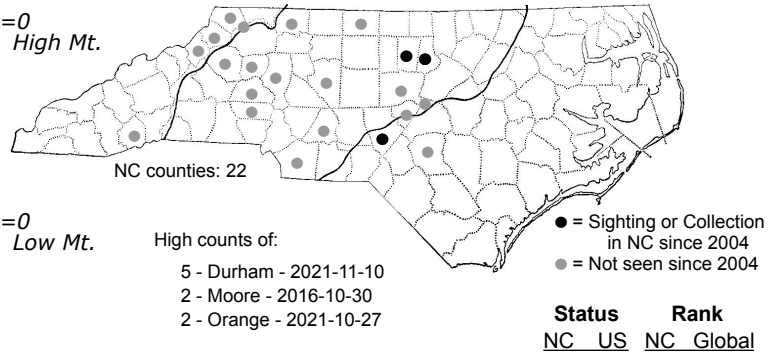 =0
High Mt.
NC counties: 22
=0
Low Mt.
High counts of:
5 - Durham - 2021-11-10
2 - Moore - 2016-10-30
2 - Orange - 2021-10-27
= Sighting or Collection
in NC since 2004
= Not seen since 2004
Status Rank
NC US NC Global